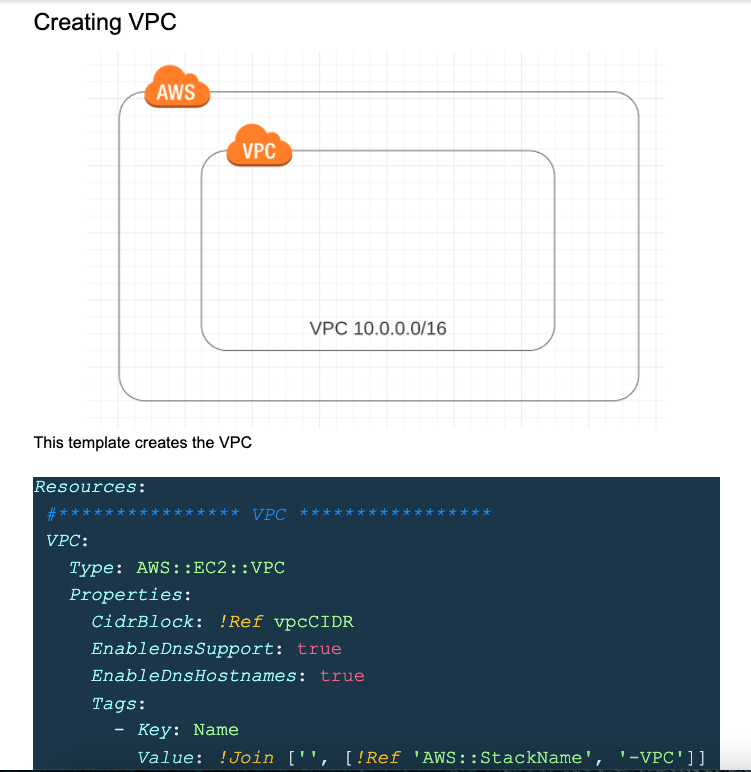 Creating VPC
AWS
VPC
VPC 10.0.0.0/16
This template creates the VPC
Resources:
#**************** VPC *****************
VPC:
Type: AWS::EC2::VPC
Properties:
CidrBlock: !Ref vpcCIDR
EnableDnsSupport: true
EnableDnsHostnames: true
Tags:
- Key: Name
Value: !Join ['', [!Ref 'AWS::StackName', '-VPC']]